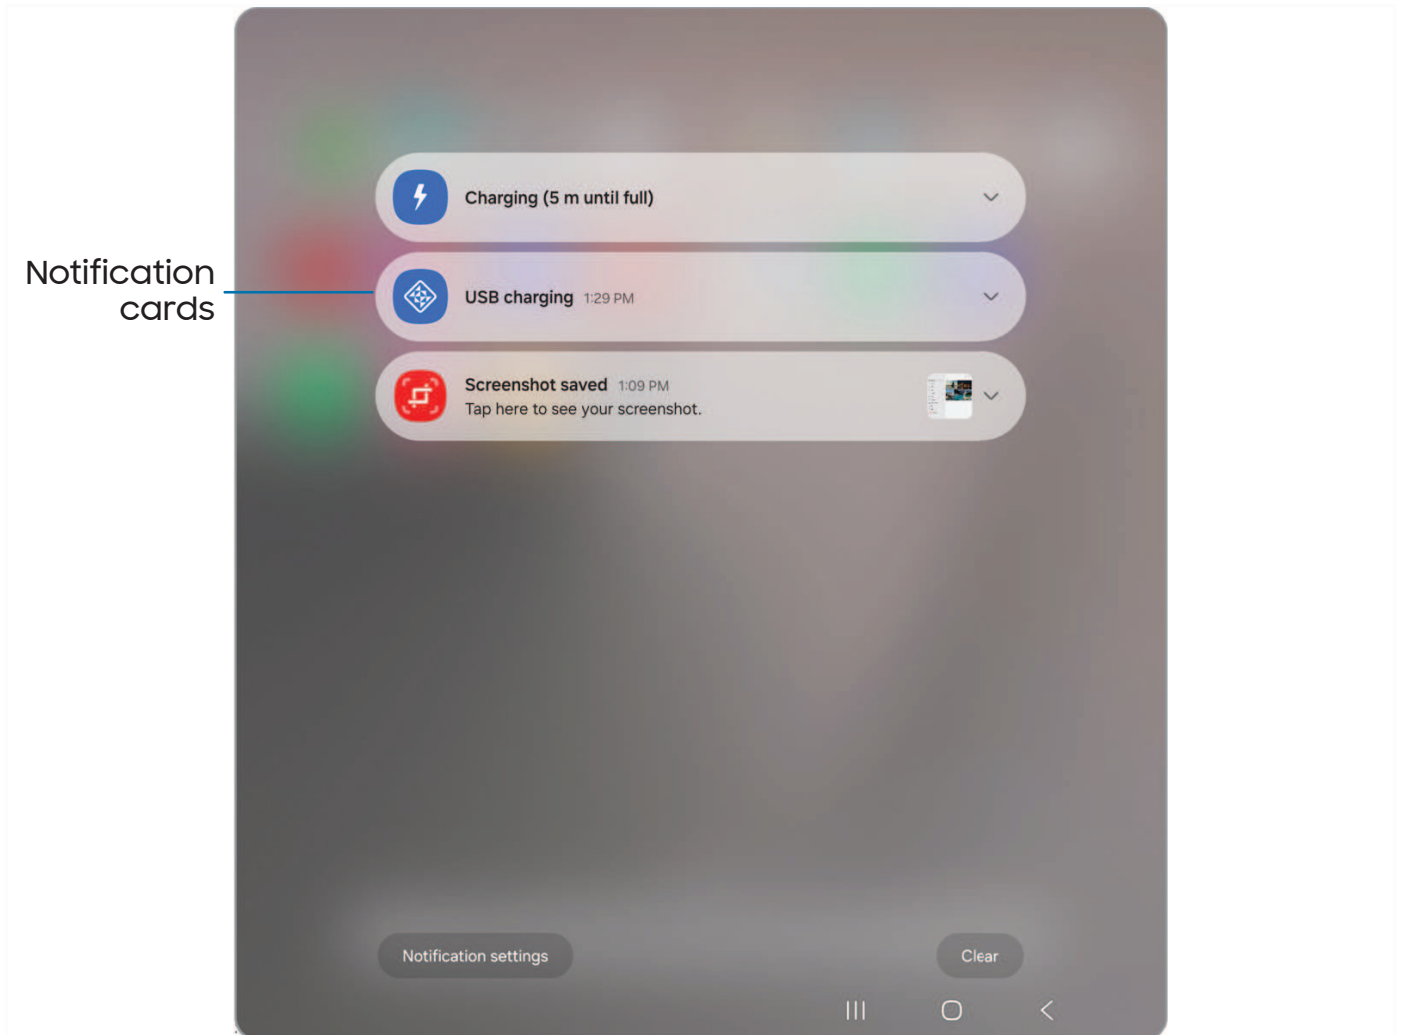 Charging (5 m until full)
Notification
cards
USB charging 1:29 PM
Screenshot saved 1:09 PM
Tap here to see your screenshot.
Notification settings
Clear